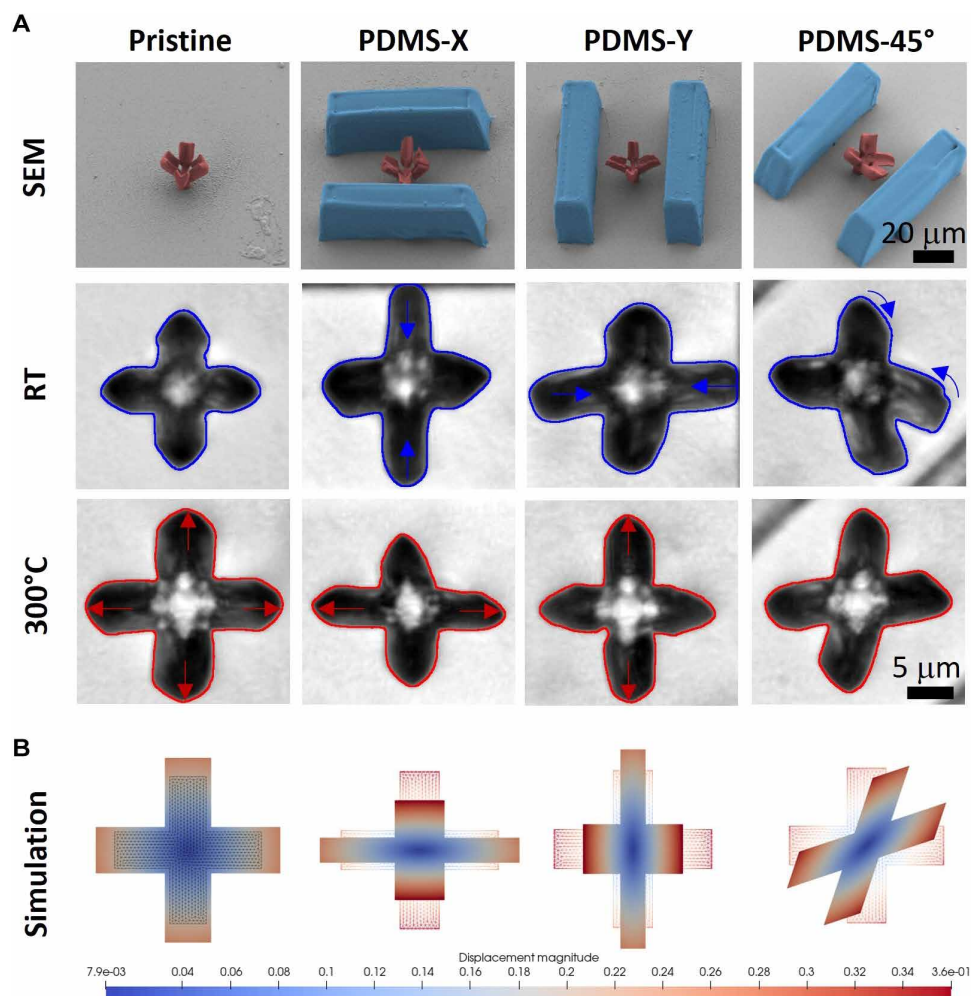 A
Pristine PDMS-X PDMS-Y PDMS-45°
SEM
20 μm
RT
300°C
5 μm
B
Simulation
Displacement magnitude
7.9e-03 0.04 0.06 0.08 0.1 0.12 0.14 0.16 0.18 0.2 0.22 0.24 0.26 0.28 0.3 0.32 0.34 3.6e-01